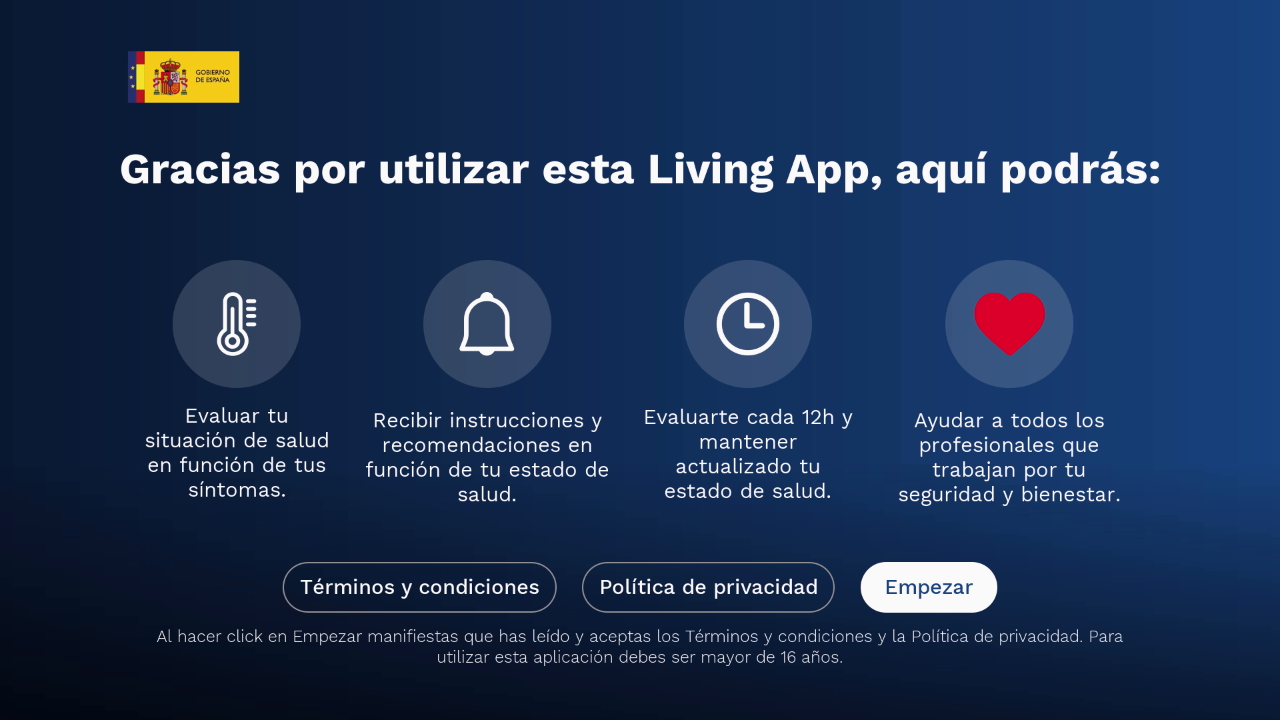 GOBIERNO
DE ESPAÑA
Gracias por utilizar esta Living App, aquí podrás:
Evaluar tu
situación de salud
en función de tus
síntomas.
Recibir instrucciones y
recomendaciones en
función de tu estado de
salud.
Evaluarte cada 12h y
mantener
actualizado tu
estado de salud.
Ayudar a todos los
profesionales que
trabajan por tu
seguridad y bienestar.
Términos y condiciones
Política de privacidad
Empezar
Al hacer click en Empezar manifiestas que has leído y aceptas los Términos y condiciones y la Política de privacidad. Para
utilizar esta aplicación debes ser mayor de 16 años.